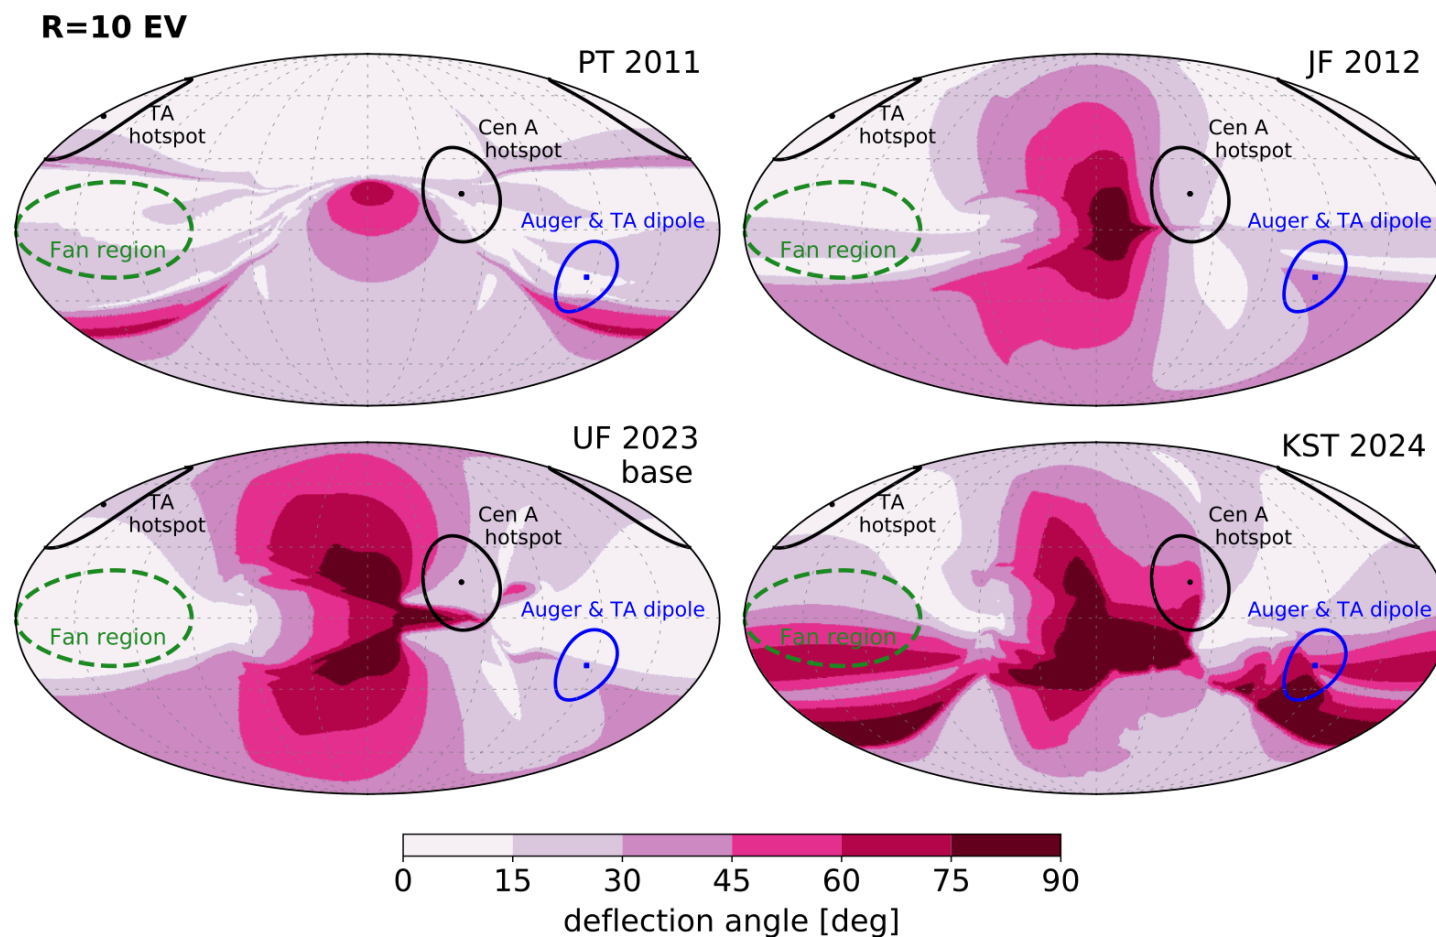 R=10 EV
PT 2011
TA
hotspot
Cen A
hotspot
Auger & TA dipole
Fan region
JF 2012
TA
hotspot
Cen A
hotspot
Auger & TA dipole
Fan region
UF 2023
base
TA
hotspot
Cen A
hotspot
Auger & TA dipole
Fan region
KST 2024
TA
hotspot
Cen A
hotspot
Auger & TA dipole
Fan region
0 15 30 45 60 75 90
deflection angle [deg]